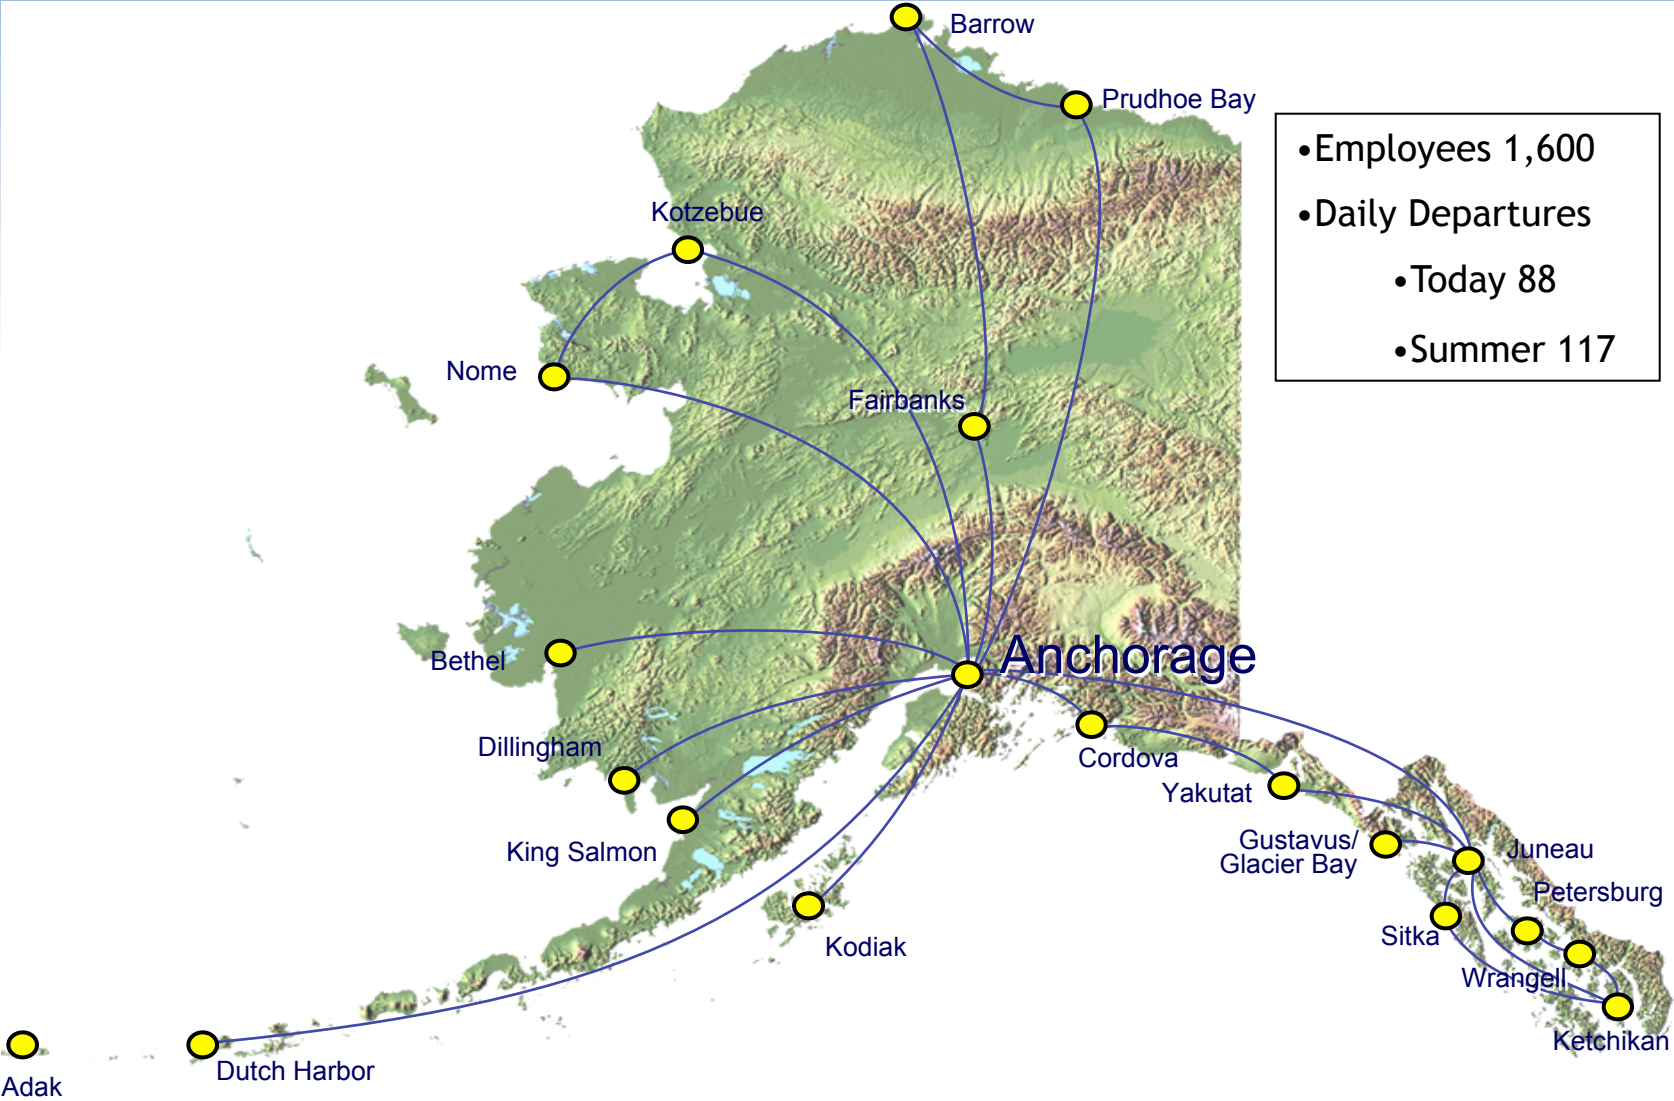 Barrow
Prudhoe Bay
•Employees 1,600
•Daily Departures
•Today 88
•Summer 117
Kotzebue
Nome
Fairbanks
Anchorage
Bethel
Dillingham
Cordova
Yakutat
King Salmon
Gustavus/
Glacier Bay
Juneau
Petersburg
Kodiak
Sitka
Wrangell
Ketchikan
Dutch Harbor
Adak